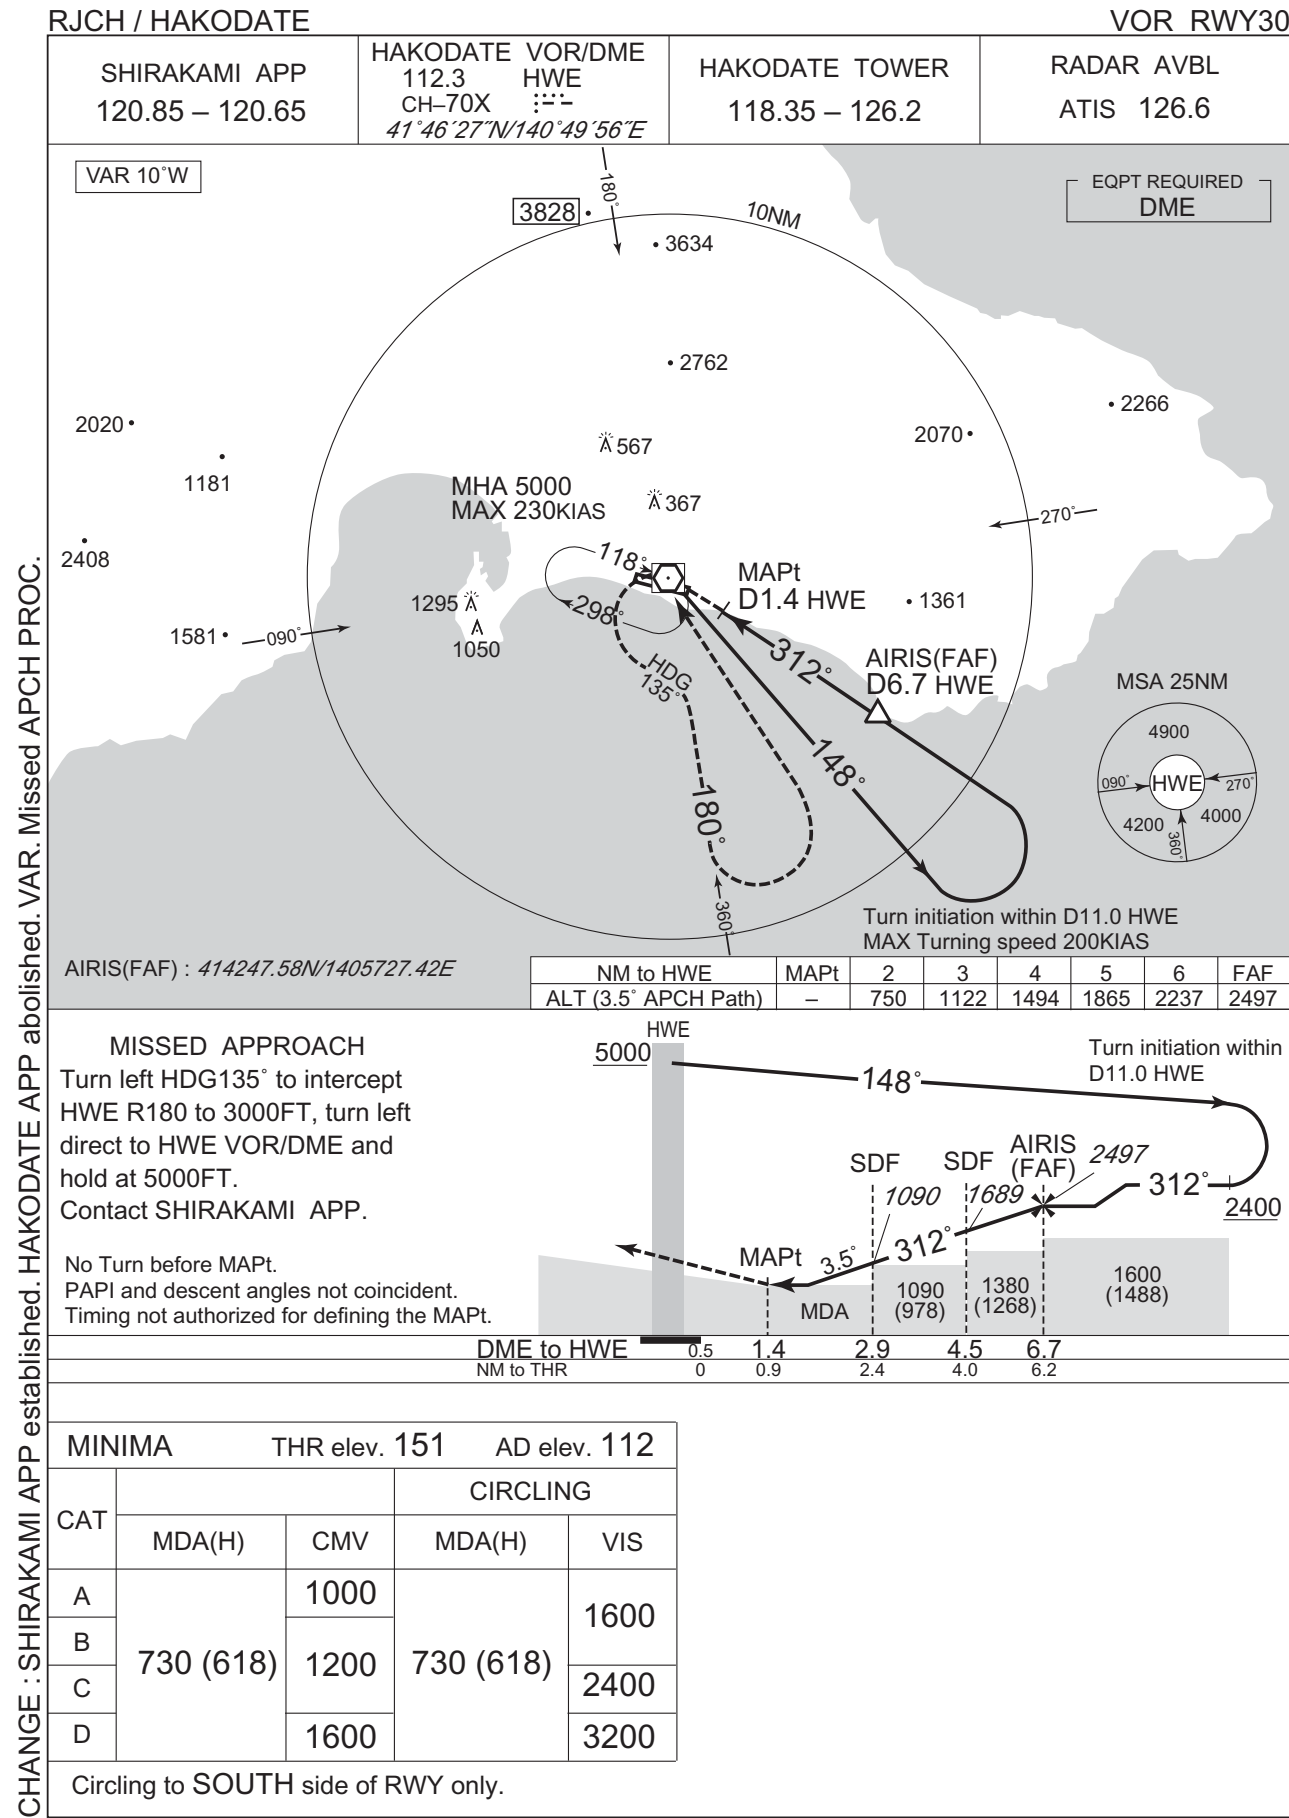 RJCH / HAKODATE
VOR RWY30
SHIRAKAMI APP
120.85 – 120.65
HAKODATE VOR/DME
112.3 HWE
CH–70X
41°46´27˝N/140°49´56˝E
HAKODATE TOWER
118.35 – 126.2
RADAR AVBL
ATIS 126.6
VAR 10°W
EQPT REQUIRED
DME
180°
3828
10NM
3634
2762
2266
2020
2070
567
1181
MHA 5000
MAX 230KIAS
367
270°
2408
118°
MAPt
D1.4 HWE
1295
298°
1361
1581
090°
1050
312°
AIRIS(FAF)
D6.7 HWE
HDG
135°
MSA 25NM
4900
148°
090°
HWE
270°
180°
4200
4000
360°
360°
Turn initiation within D11.0 HWE
MAX Turning speed 200KIAS
AIRIS(FAF) : 414247.58N/1405727.42E
NM to HWE MAPt 2 3 4 5 6 FAF
ALT (3.5° APCH Path) – 750 1122 1494 1865 2237 2497
MISSED APPROACH
Turn left HDG135° to intercept
HWE R180 to 3000FT, turn left
direct to HWE VOR/DME and
hold at 5000FT.
Contact SHIRAKAMI APP.
No Turn before MAPt.
PAPI and descent angles not coincident.
Timing not authorized for defining the MAPt.
HWE
5000
148°
Turn initiation within
D11.0 HWE
SDF
1090
SDF
1689
AIRIS
(FAF)
2497
312°
2400
MAPt
3.5°
312°
MDA
1090
(978)
1380
(1268)
1600
(1488)
DME to HWE 0.5 1.4 2.9 4.5 6.7
NM to THR 0 0.9 2.4 4.0 6.2
MINIMA THR elev. 151 AD elev. 112
CAT
CIRCLING
MDA(H) CMV MDA(H) VIS
A 1000
1600
B
730 (618) 1200 730 (618)
C 2400
D 1600 3200
Circling to SOUTH side of RWY only.
CHANGE : SHIRAKAMI APP established. HAKODATE APP abolished. VAR. Missed APCH PROC.